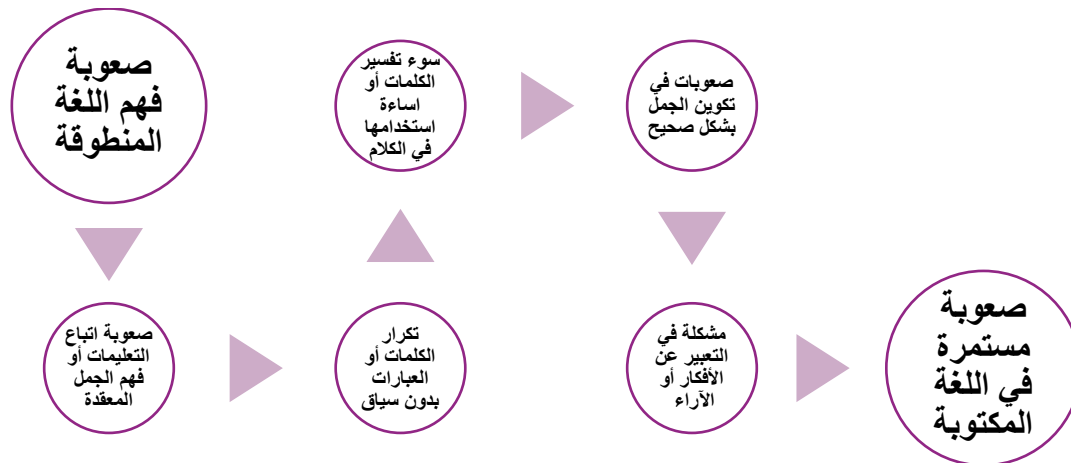 صعوبة
فهم اللغة
المنطوقة
صعوبة اتباع
التعليمات أو
فهم الجمل
المعقدة
تكرار
الكلمات أو
العبارات
بدون سياق
سوء تفسير
الكلمات أو
اساءة
استخدامها
في الكلام
صعوبات في
تكوين الجمل
بشكل صحيح
مشكلة في
التعبير عن
الأفكار أو
الآراء
صعوبة
مستمرة
في اللغة
المكتوبة